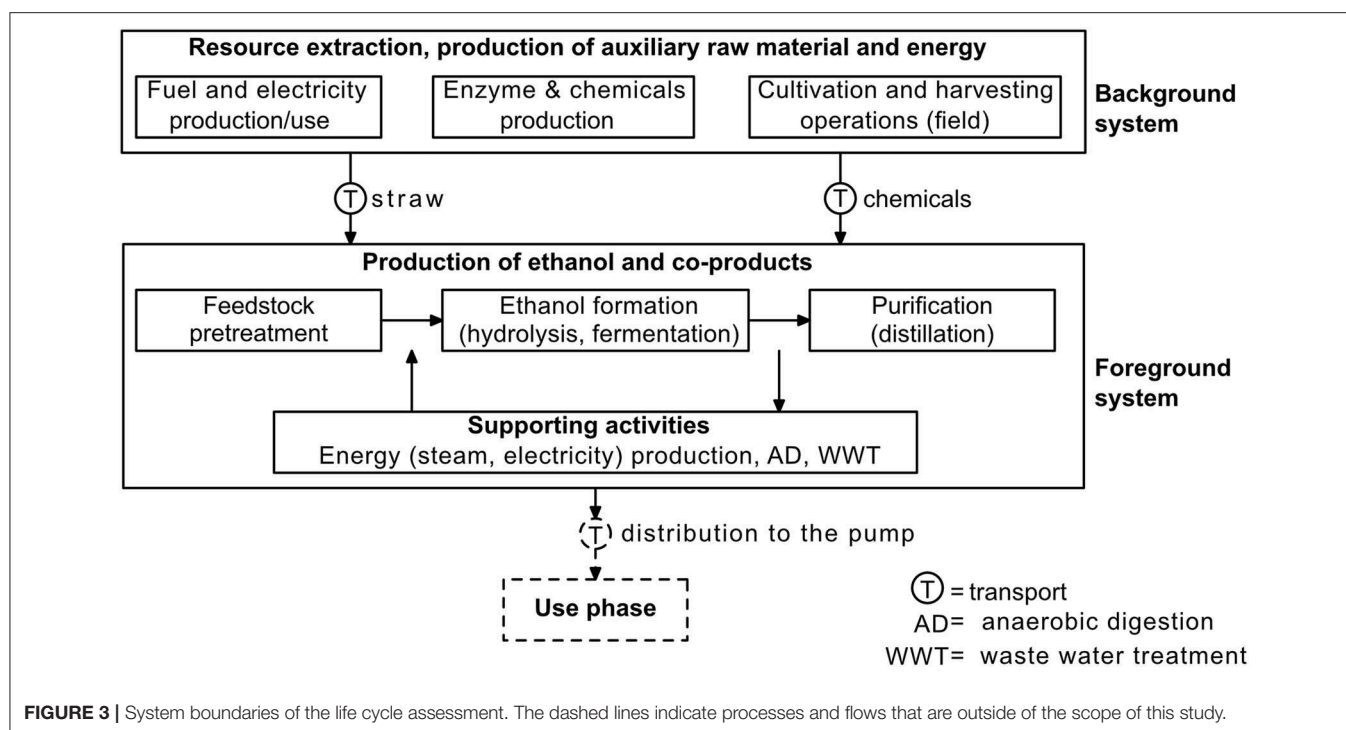 Resource extraction, production of auxiliary raw material and energy
Fuel and electricity
production/use
Enzyme & chemicals
production
Cultivation and harvesting
operations (field)
Background
system
T straw
T chemicals
Production of ethanol and co-products
Feedstock
pretreatment
Ethanol formation
(hydrolysis, fermentation)
Purification
(distillation)
Foreground
system
Supporting activities
Energy (steam, electricity) production, AD, WWT
T distribution to the pump
Use phase
T = transport
AD= anaerobic digestion
WWT= waste water treatment
FIGURE 3 | System boundaries of the life cycle assessment. The dashed lines indicate processes and flows that are outside of the scope of this study.